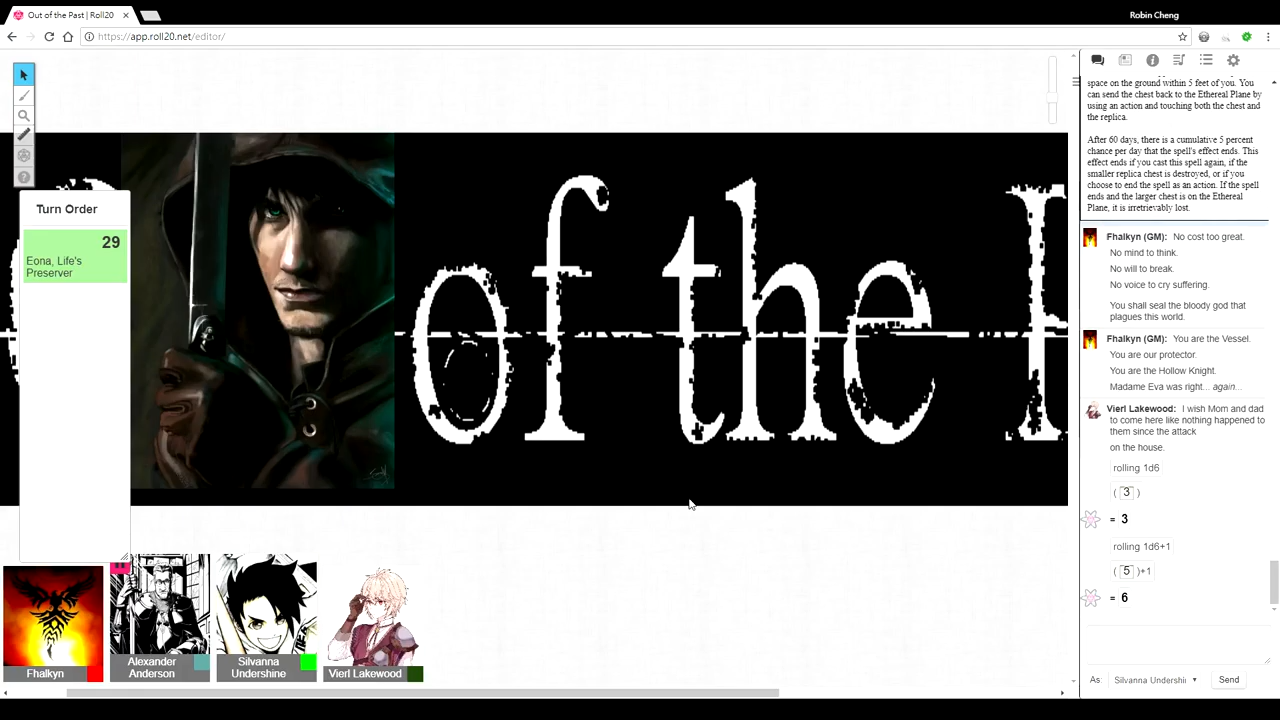 Robin Cheng
Out of the Past | Roll20
https://app.roll20.net/editor/
Turn Order
29
Eona, Life's
Preserver
of the
Fhalkyn
Alexander
Anderson
Silvanna
Undershine
Vierl Lakewood
space on the ground within 5 feet of you. You
can send the chest back to the Ethereal Plane by
using an action and touching both the chest and
the replica.
After 60 days, there is a cumulative 5 percent
chance per day that the spell's effect ends. This
effect ends if you cast this spell again, if the
smaller replica chest is destroyed, or if you
choose to end the spell as an action. If the spell
ends and the larger chest is on the Ethereal
Plane, it is irretrievably lost.
Fhalkyn (GM): No cost too great.
No mind to think.
No will to break.
No voice to cry suffering.
You shall seal the bloody god that
plagues this world.
Fhalkyn (GM): You are the Vessel.
You are our protector.
You are the Hollow Knight.
Madame Eva was right... again...
Vierl Lakewood: I wish Mom and dad
to come here like nothing happened to
them since the attack
on the house.
rolling 1d6
( 3 )
= 3
rolling 1d6+1
( 5 )+1
= 6
As: Silvanna Undershi Send